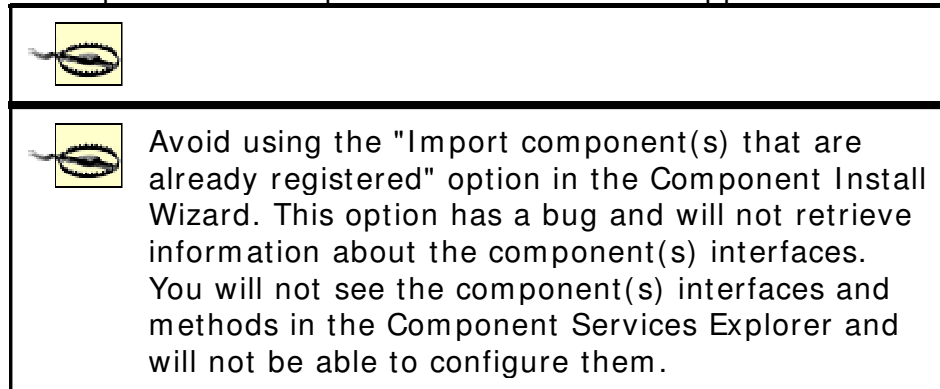 Avoid using the "Import component(s) that are
already registered" option in the Component Install
Wizard. This option has a bug and will not retrieve
information about the component(s) interfaces.
You will not see the component(s) interfaces and
methods in the Component Services Explorer and
will not be able to configure them.